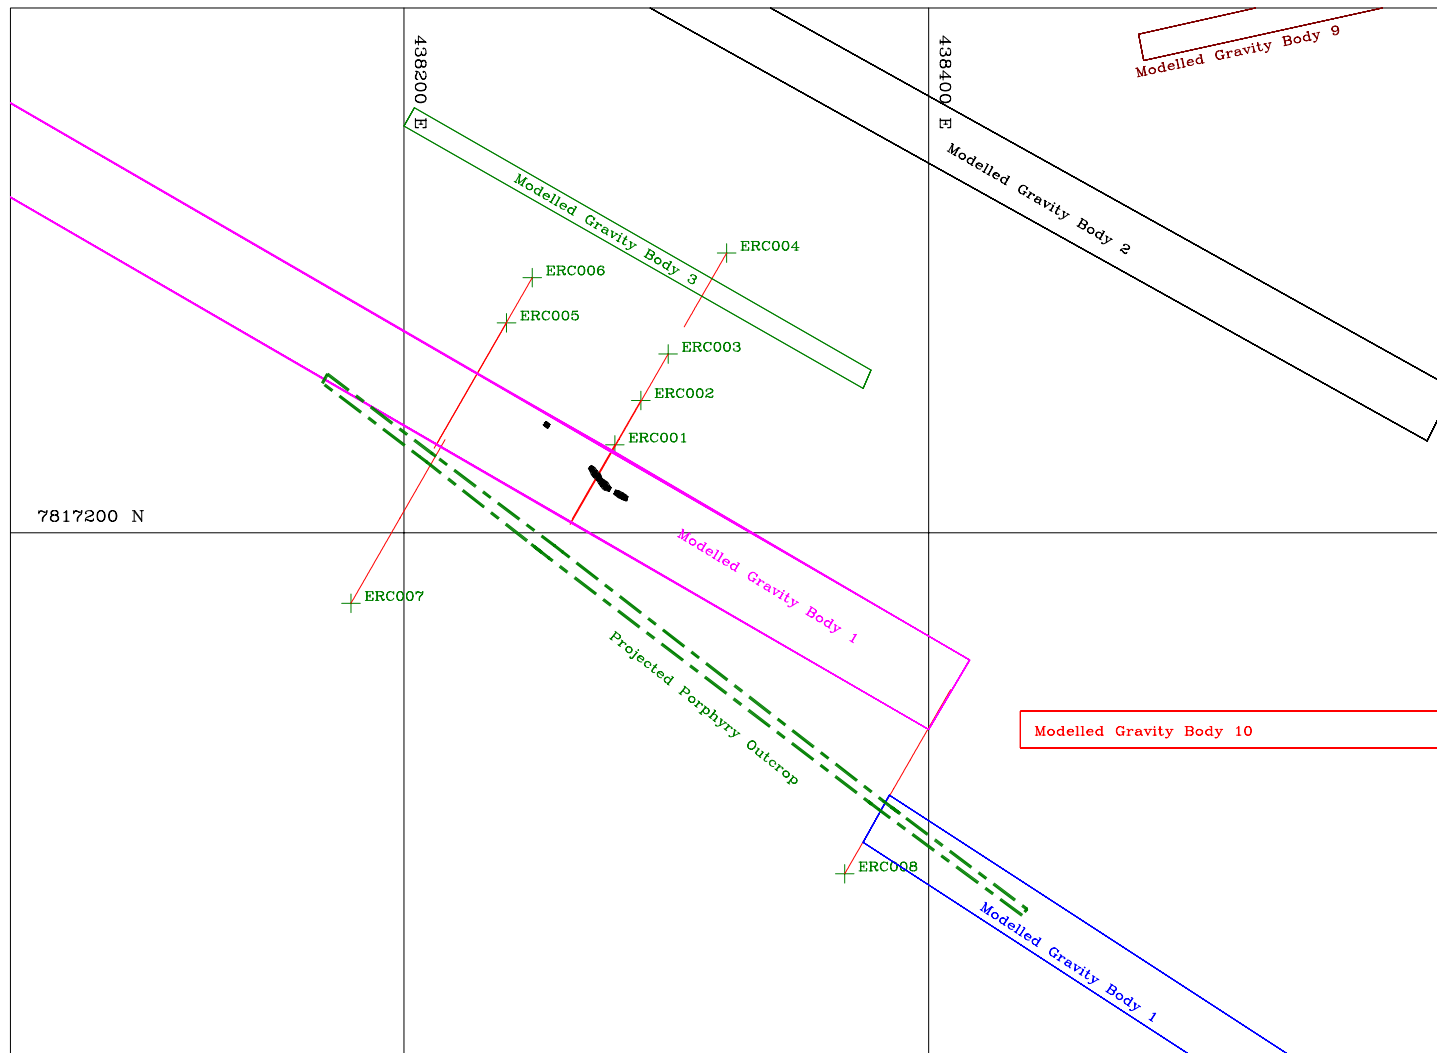 438200 E
438400 E
Modelled Gravity Body 9
Modelled Gravity Body 2
Modelled Gravity Body 3
ERC004
ERC006
ERC005
ERC003
ERC002
ERC001
7817200 N
Modelled Gravity Body 1
ERC007
Projected Porphyry Outcrop
Modelled Gravity Body 10
ERC008
Modelled Gravity Body 1